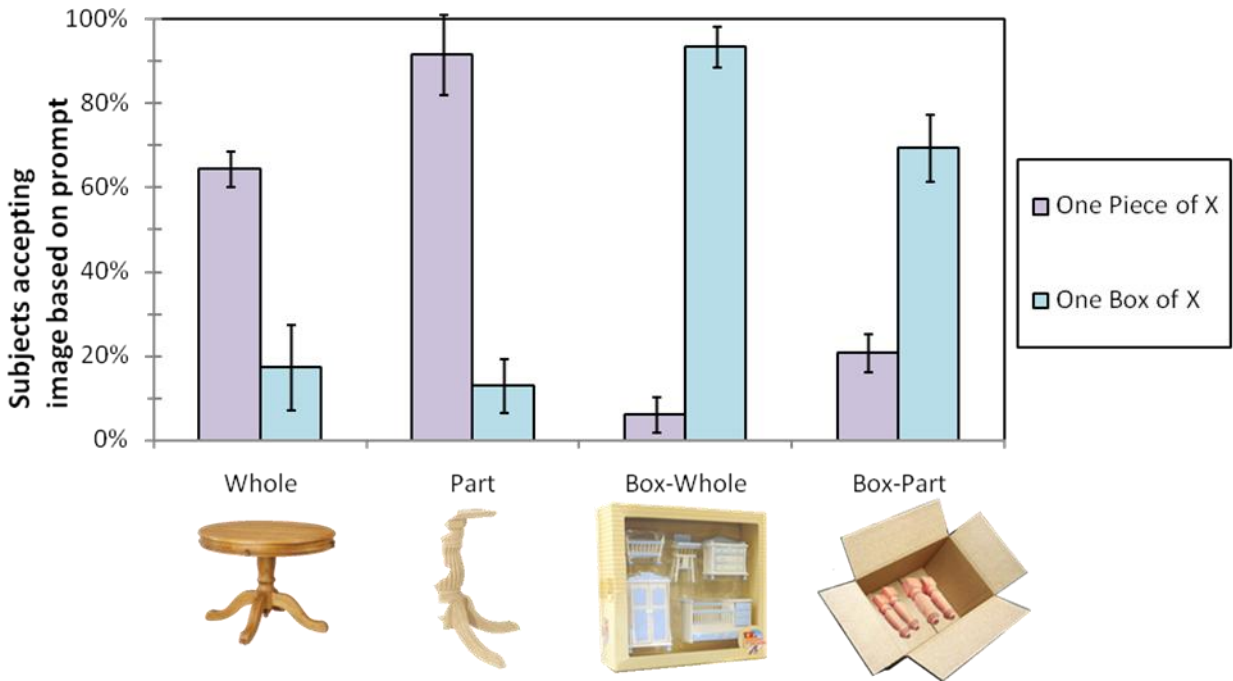 Subjects accepting
image based on prompt
100%
80%
60%
40%
20%
0%
One Piece of X
One Box of X
Whole
Part
Box-Whole
Box-Part